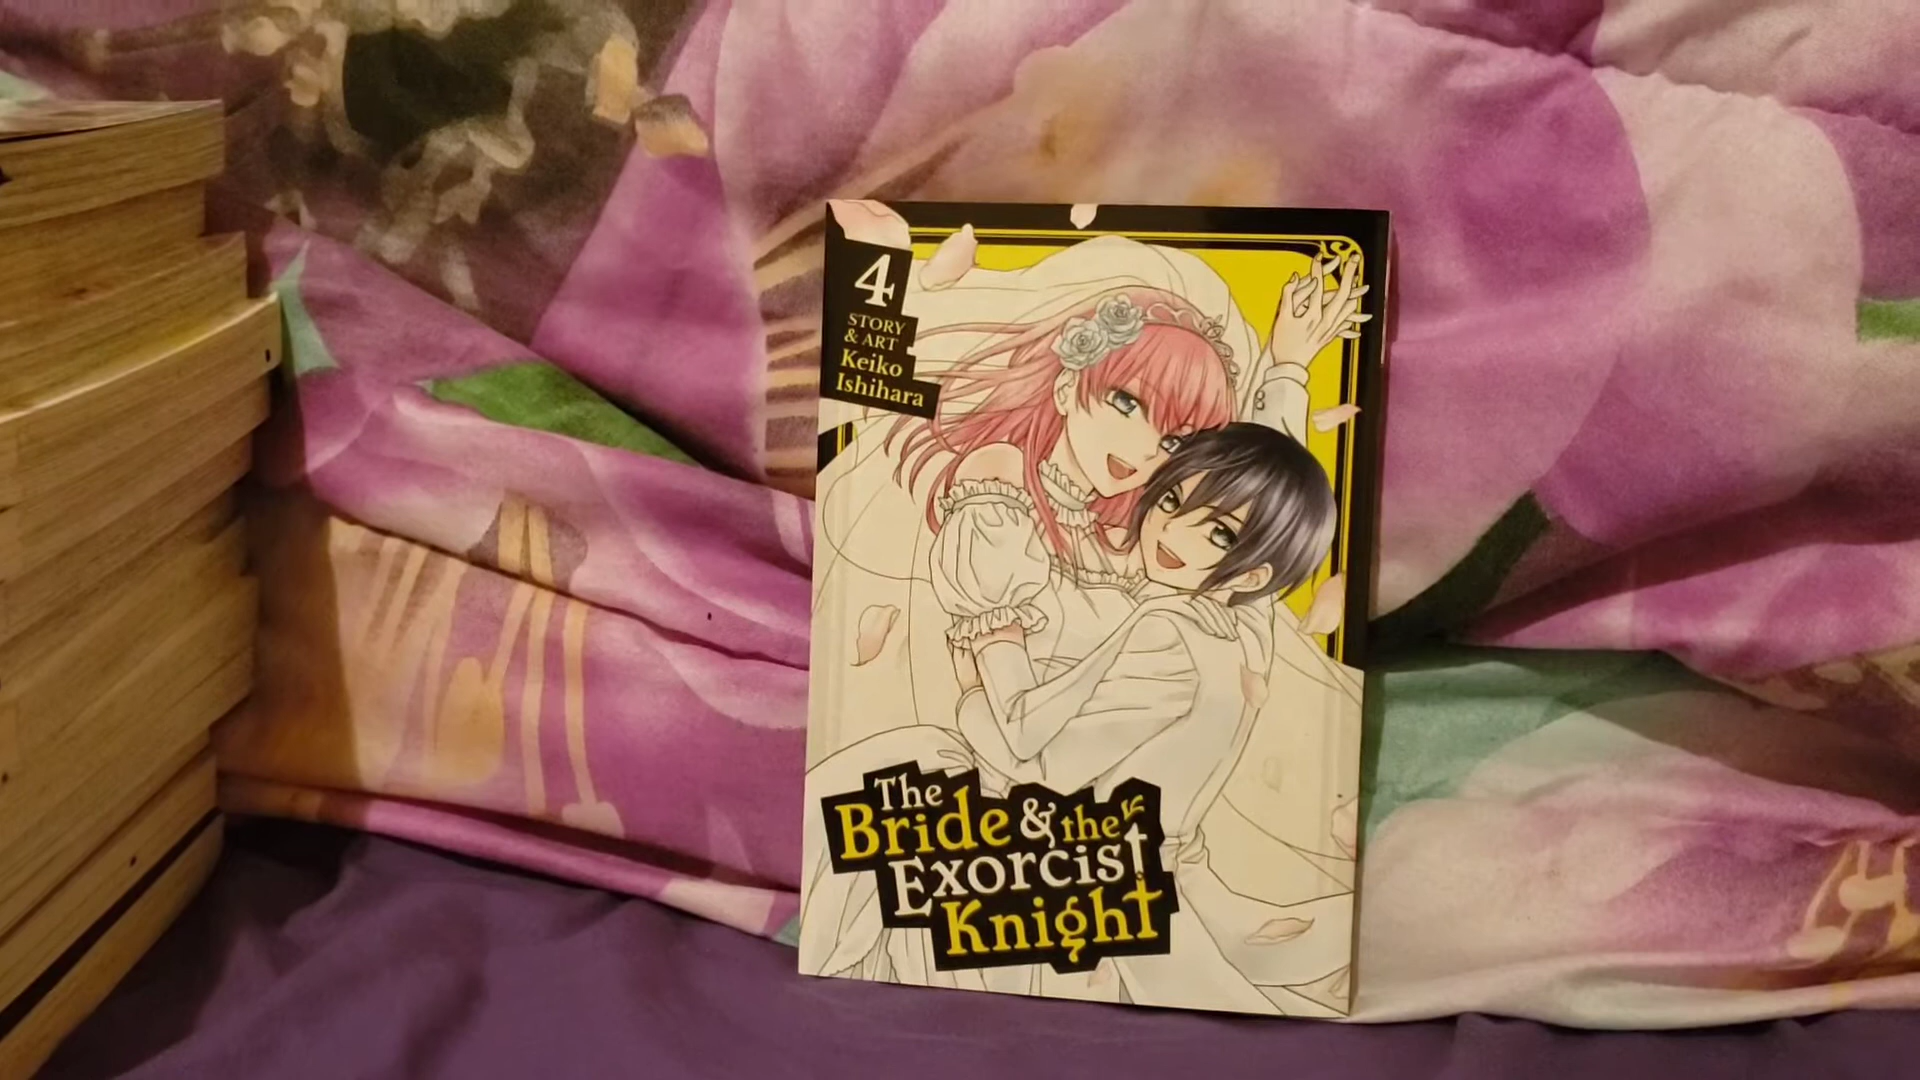 4
STORY
& ART
Keiko
Ishihara
The
Bride & the
Exorcist
Knight